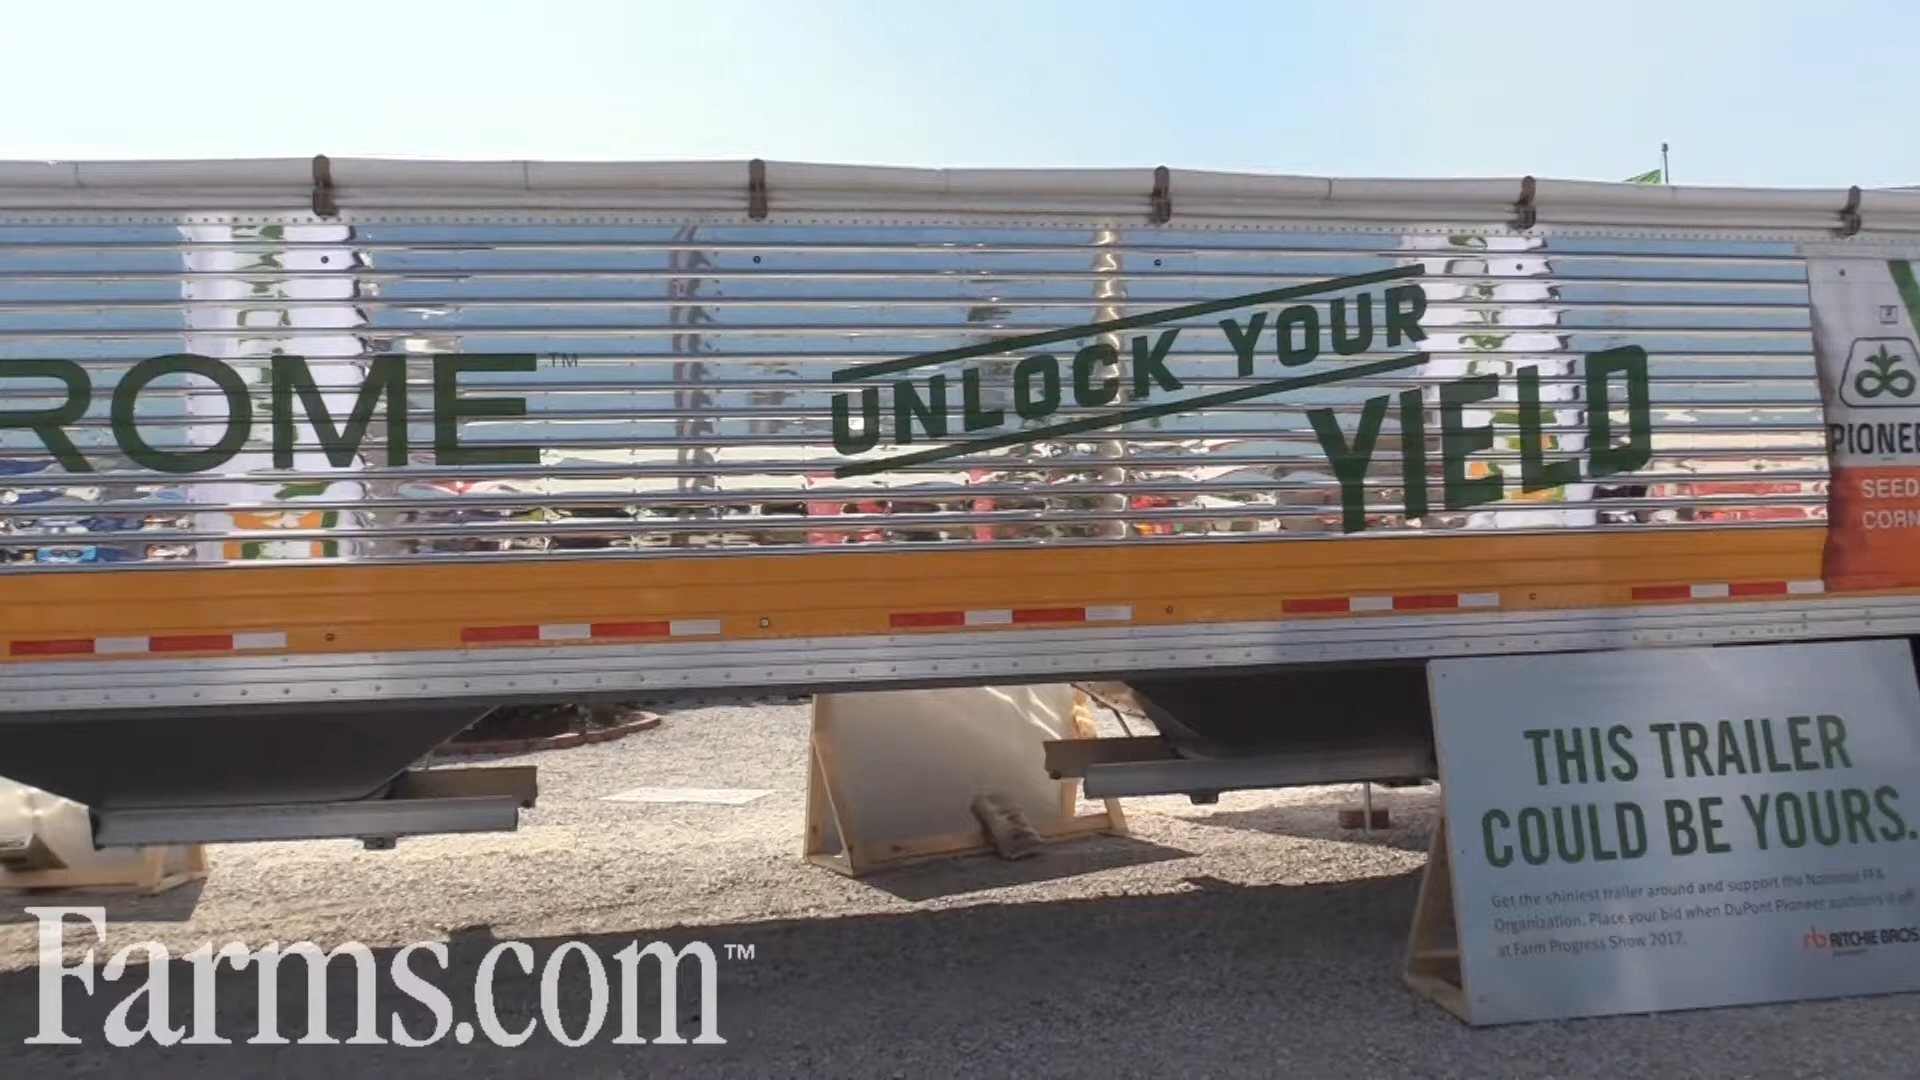 ROME™
UNLOCK YOUR
YIELD
PIONEE
SEED
CORN
THIS TRAILER
COULD BE YOURS.
Get the shiniest trailer around and support the National FFA
Organization. Place your bid when DuPont Pioneer auctions it off
at Farm Progress Show 2017.
rb RITCHIE BROS
Farms.com™